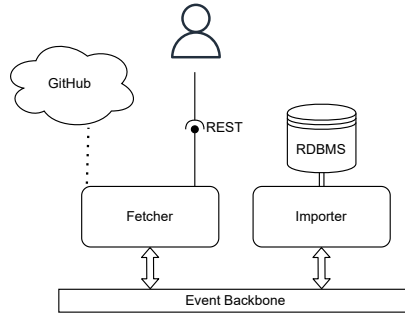 GitHub
REST
RDBMS
Fetcher
Importer
Event Backbone